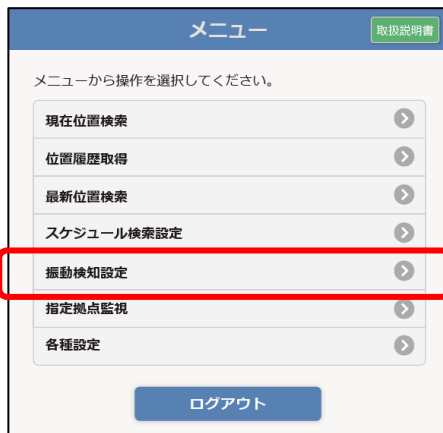 メニュー
取扱説明書
メニューから操作を選択してください。
現在位置検索
位置履歴取得
最新位置検索
スケジュール検索設定
振動検知設定
指定拠点監視
各種設定
ログアウト